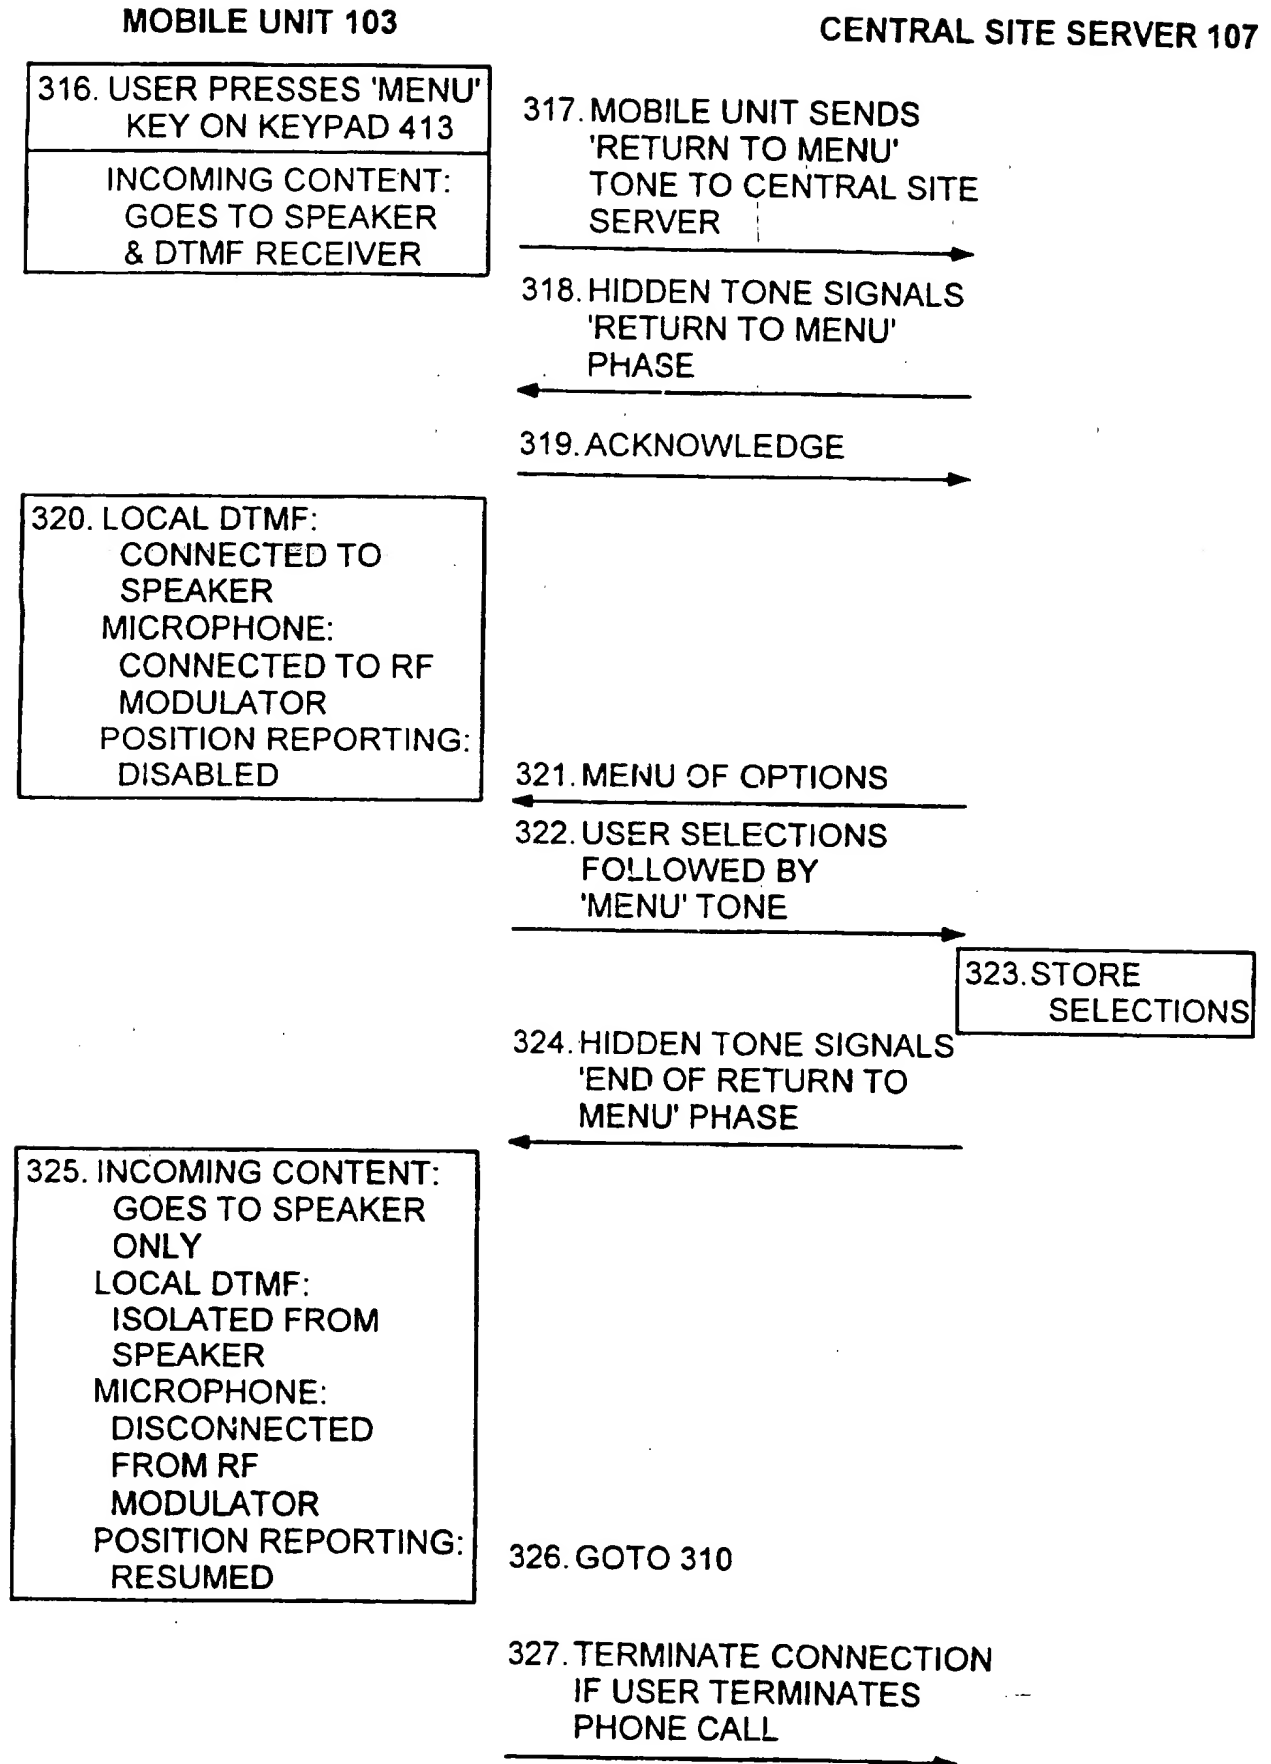 MOBILE UNIT 103
CENTRAL SITE SERVER 107
316. USER PRESSES 'MENU'
KEY ON KEYPAD 413
INCOMING CONTENT:
GOES TO SPEAKER
& DTMF RECEIVER
317. MOBILE UNIT SENDS
'RETURN TO MENU'
TONE TO CENTRAL SITE
SERVER
318. HIDDEN TONE SIGNALS
'RETURN TO MENU'
PHASE
319. ACKNOWLEDGE
320. LOCAL DTMF:
CONNECTED TO
SPEAKER
MICROPHONE:
CONNECTED TO RF
MODULATOR
POSITION REPORTING:
DISABLED
321. MENU OF OPTIONS
322. USER SELECTIONS
FOLLOWED BY
'MENU' TONE
323. STORE
SELECTIONS
324. HIDDEN TONE SIGNALS
'END OF RETURN TO
MENU' PHASE
325. INCOMING CONTENT:
GOES TO SPEAKER
ONLY
LOCAL DTMF:
ISOLATED FROM
SPEAKER
MICROPHONE:
DISCONNECTED
FROM RF
MODULATOR
POSITION REPORTING:
RESUMED
326. GOTO 310
327. TERMINATE CONNECTION
IF USER TERMINATES
PHONE CALL